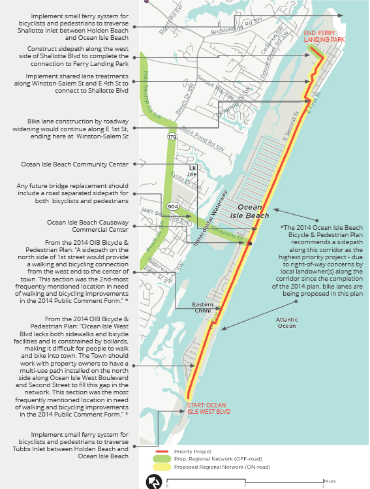 Implement small ferry system for
bicyclists and pedestrians to traverse
Shallotte Inlet between Holden Beach
and Ocean Isle Beach
Construct sidepath along the west
side of Shallotte Blvd to complete the
connection to Ferry Landing Park
Implement shared lane treatments
along Winston-Salem St and E 4th St to
connect to Shallotte Blvd
Bike lane construction by roadway
widening would continue along E 1st St,
ending here at Winston-Salem St
Ocean Isle Beach Community Center
Any future bridge replacement should
include a road separated sidepath for
both bicyclists and pedestrians
Ocean Isle Beach Causeway
Commercial Center
From the 2014 OIB Bicycle &
Pedestrian Plan: "A sidepath on the
north side of 1st street would provide
a walking and bicycling connection
from the west end to the center of
town. This section was the 2nd-most
frequently mentioned location in need
of walking and bicycling improvements
in the 2014 Public Comment Form." *
From the 2014 OIB Bicycle &
Pedestrian Plan: "Ocean Isle West
Blvd lacks both sidewalks and bicycle
facilities and is constrained by bollards,
making it difficult for people to walk
and bike into town. The Town should
work with property owners to have a
multi-use path installed on the north
side along Ocean Isle West Boulevard
and Second Street to fill this gap in the
network. This section was the most
frequently mentioned location in need
of walking and bicycling improvements
in the 2014 Public Comment Form." *
Implement small ferry system for
bicyclists and pedestrians to traverse
Tubbs Inlet between Holden Beach and
Ocean Isle Beach
END: FERRY
LANDING PARK
179
904
Intracoastal Waterway
Ocean
Isle Beach
*The 2014 Ocean Isle Beach
Bicycle & Pedestrian Plan
recommends a sidepath
along this corridor as the
highest priority project - due
to right-of-way concerns by
local landowner(s) along the
corridor since the completion
of the 2014 plan, bike lanes are
being proposed in this plan
Eastern
Chnnl
Atlantic
Ocean
START: OCEAN
ISLE WEST BLVD
Priority Project
Prop. Regional Network (OFF-road)
Proposed Regional Network (ON-road)